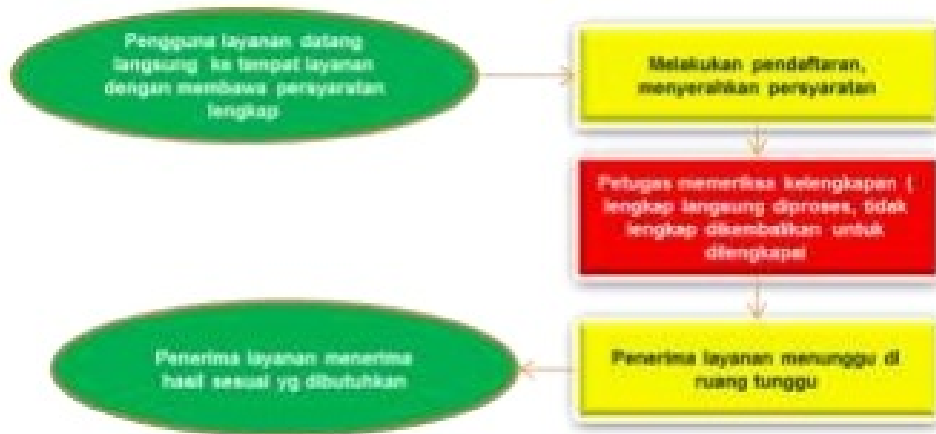 Pengguna layanan datang
langsung ke tempat layanan
dengan membawa persyaratan
lengkap
Melakukan pendaftaran,
menyerahkan persyaratan
Petugas memeriksa kelengkapan (
lengkap langsung diproses, tidak
lengkap dikembalikan untuk
dilengkapai
Penerima layanan menunggu di
ruang tunggu
Penerima layanan menerima
hasil sesuai yg dibutuhkan